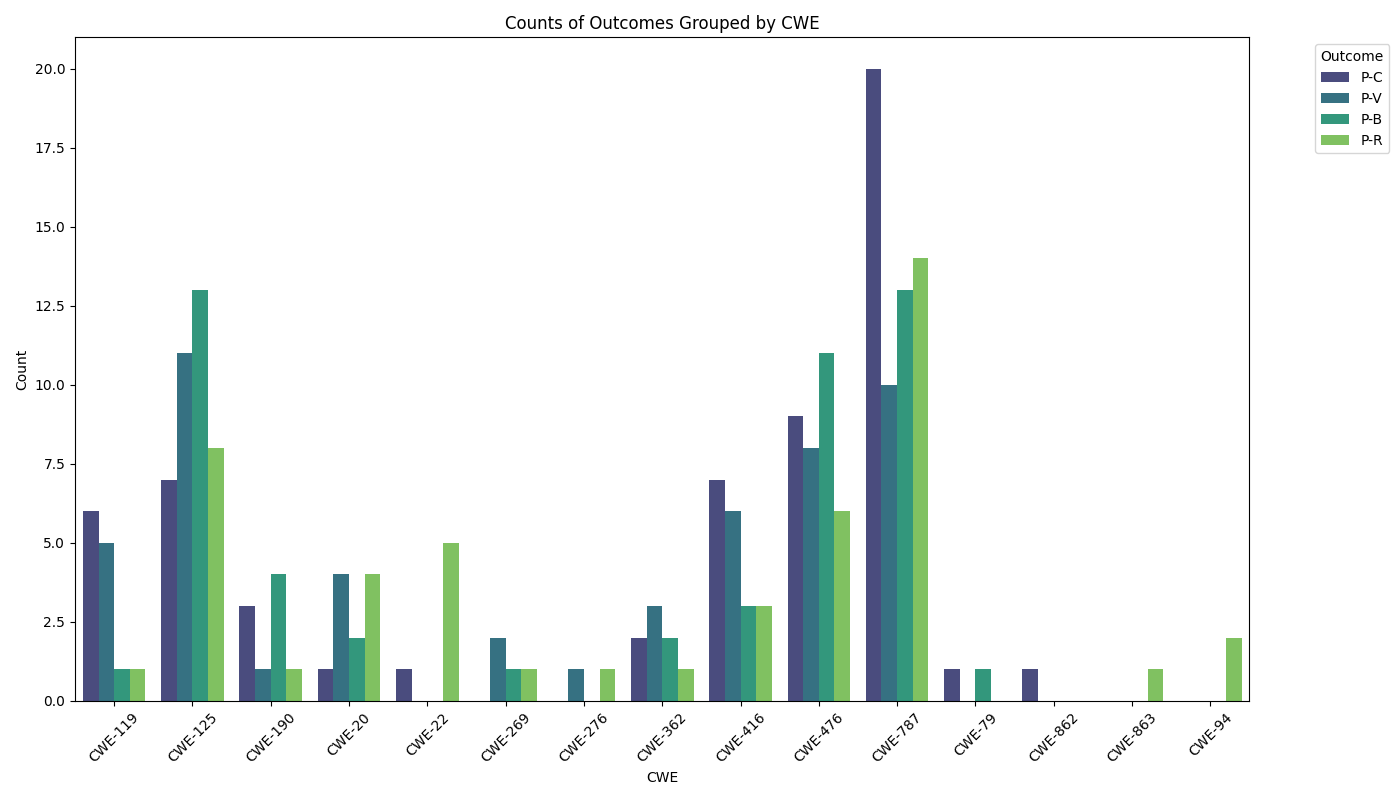 Counts of Outcomes Grouped by CWE
Outcome
P-C
P-V
P-B
P-R
Count
20.0
17.5
15.0
12.5
10.0
7.5
5.0
2.5
0.0
CWE-119
CWE-125
CWE-190
CWE-20
CWE-22
CWE-269
CWE-276
CWE-362
CWE-416
CWE-476
CWE-787
CWE-79
CWE-862
CWE-863
CWE-94
CWE